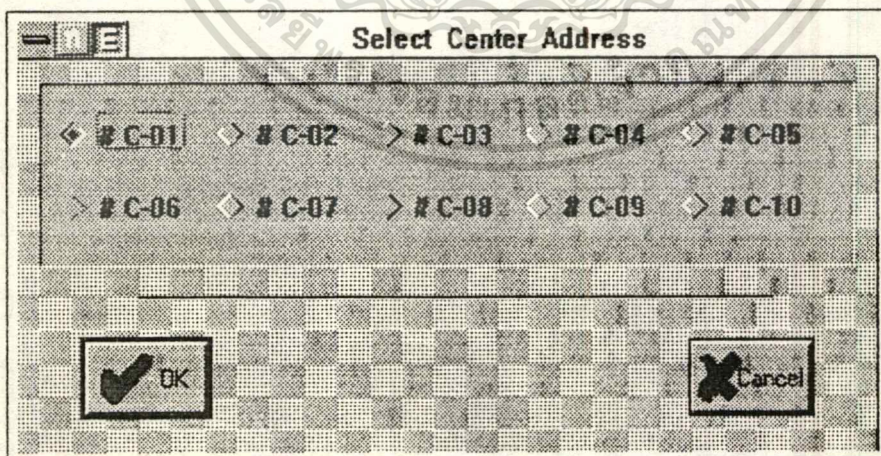 Select Center Address
# C-01 # C-02 # C-03 # C-04 # C-05
# C-06 # C-07 # C-08 # C-09 # C-10
OK Cancel